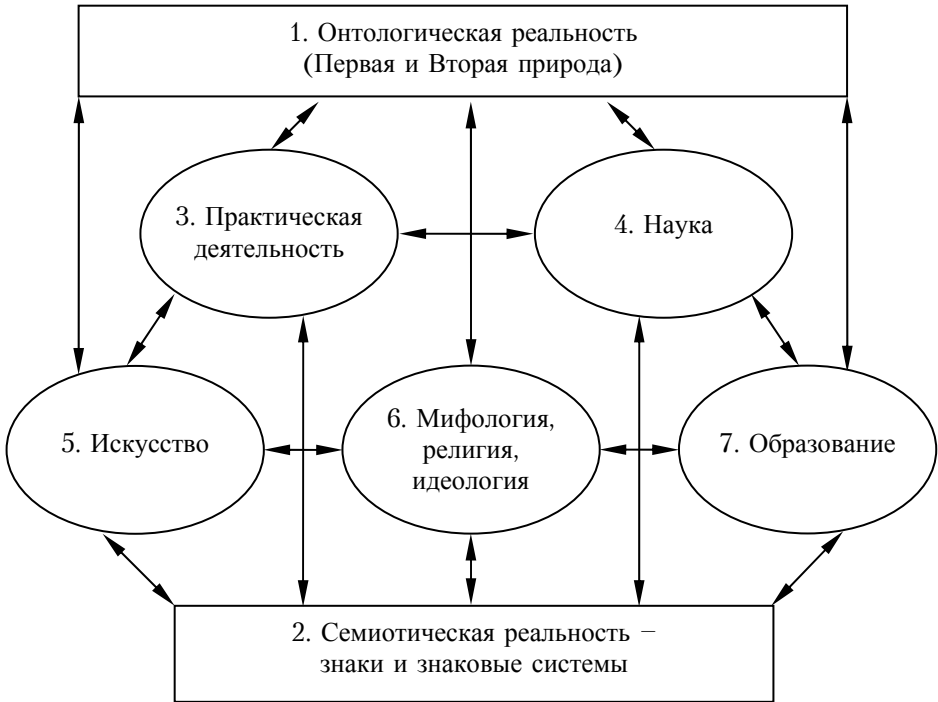 1. Онтологическая реальность
(Первая и Вторая природа)
3. Практическая
деятельность
4. Наука
5. Искусство
6. Мифология,
религия,
идеология
7. Образование
2. Семиотическая реальность –
знаки и знаковые системы